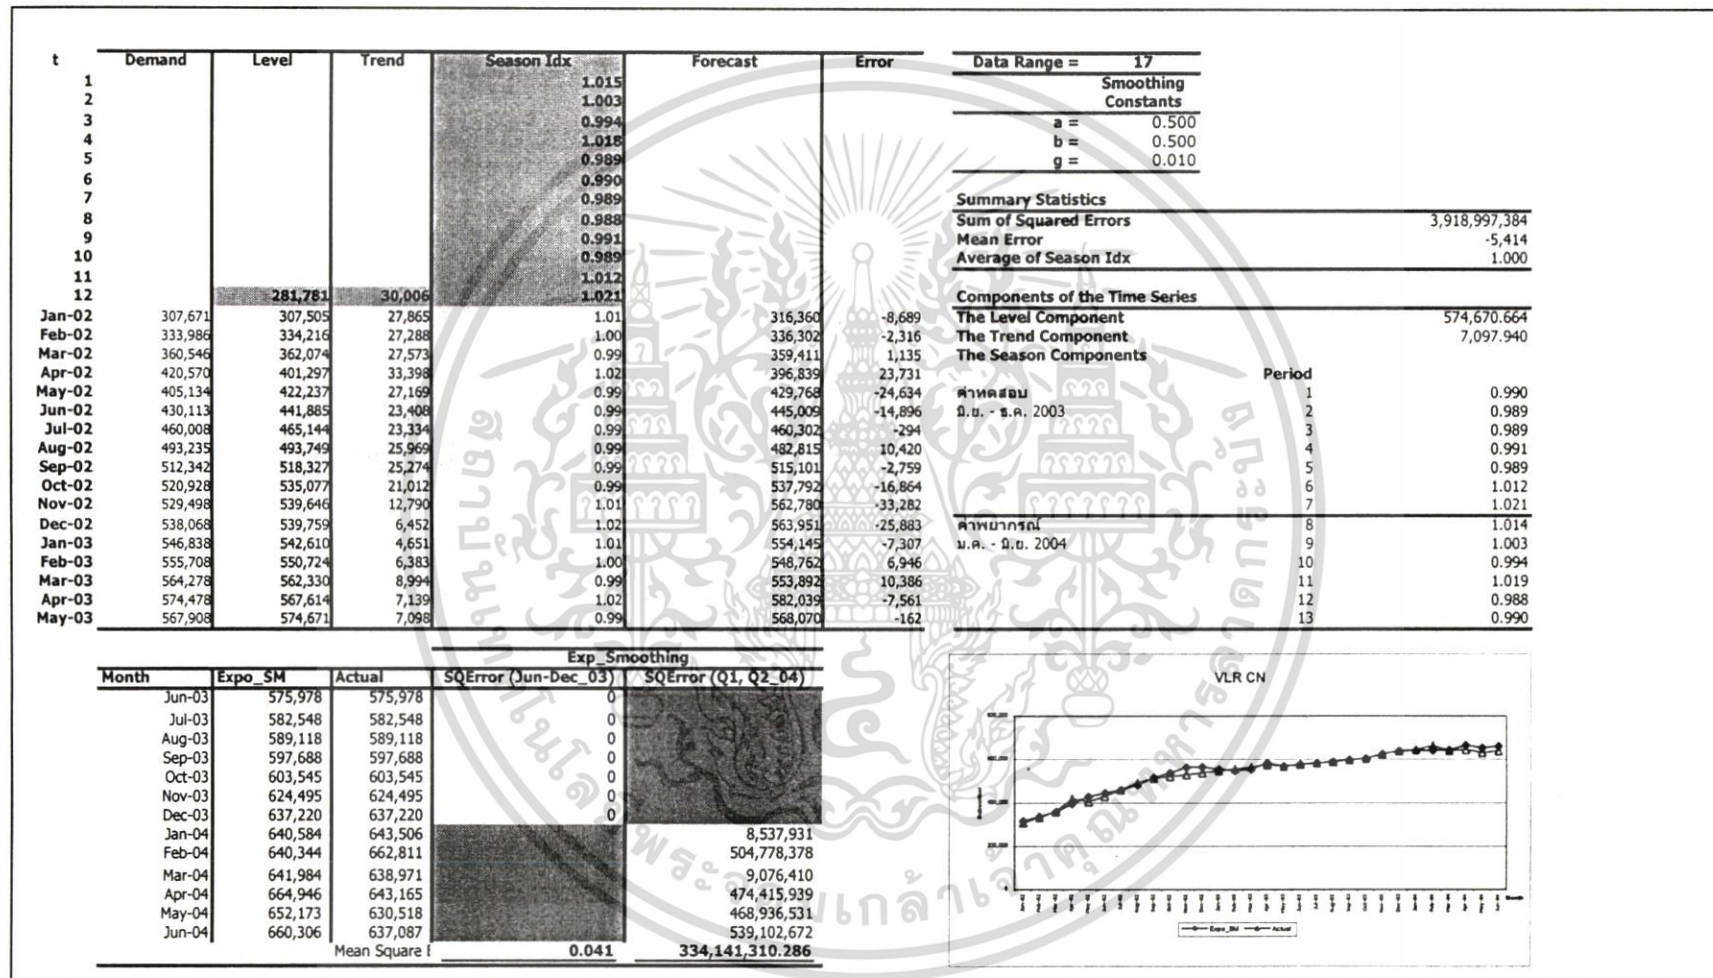 t Demand Level Trend Season Idx Forecast Error
1 1.015
2 1.003
3 0.994
4 1.018
5 0.989
6 0.990
7 0.989
8 0.988
9 0.991
10 0.989
11 1.012
12 281,781 30,006 1.021
Jan-02 307,671 307,505 27,865 1.01 316,360 -8,689
Feb-02 333,986 334,216 27,288 1.00 336,302 -2,316
Mar-02 360,546 362,074 27,573 0.99 359,411 1,135
Apr-02 420,570 401,297 33,398 1.02 396,839 23,731
May-02 405,134 422,237 27,169 0.99 429,768 -24,634
Jun-02 430,113 441,885 23,408 0.99 445,009 -14,896
Jul-02 460,008 465,144 23,334 0.99 460,302 -294
Aug-02 493,235 493,749 25,969 0.99 482,815 10,420
Sep-02 512,342 518,327 25,274 0.99 515,101 -2,759
Oct-02 520,928 535,077 21,012 0.99 537,792 -16,864
Nov-02 529,498 539,646 12,790 1.01 562,780 -33,282
Dec-02 538,068 539,759 6,452 1.02 563,951 -25,883
Jan-03 546,838 542,610 4,651 1.01 554,145 -7,307
Feb-03 555,708 550,724 6,383 1.00 548,762 6,946
Mar-03 564,278 562,330 8,994 0.99 553,892 10,386
Apr-03 574,478 567,614 7,139 1.02 582,039 -7,561
May-03 567,908 574,671 7,098 0.99 568,070 -162
Data Range = 17
Smoothing
Constants
a = 0.500
b = 0.500
g = 0.010
Summary Statistics
Sum of Squared Errors 3,918,997,384
Mean Error -5,414
Average of Season Idx 1.000
Components of the Time Series
The Level Component 574,670.664
The Trend Component 7,097.940
The Season Components
Period
ค่าทดสอบ 1 0.990
มิ.ย. - ธ.ค. 2003 2 0.989
3 0.989
4 0.991
5 0.989
6 1.012
7 1.021
ค่าพยากรณ์ 8 1.014
ม.ค. - มิ.ย. 2004 9 1.003
10 0.994
11 1.019
12 0.988
13 0.990
Exp_Smoothing
Month Expo_SM Actual SQError (Jun-Dec_03) SQError (Q1, Q2_04)
Jun-03 575,978 575,978 0
Jul-03 582,548 582,548 0
Aug-03 589,118 589,118 0
Sep-03 597,688 597,688 0
Oct-03 603,545 603,545 0
Nov-03 624,495 624,495 0
Dec-03 637,220 637,220 0
Jan-04 640,584 643,506 8,537,931
Feb-04 640,344 662,811 504,778,378
Mar-04 641,984 638,971 9,076,410
Apr-04 664,946 643,165 474,415,939
May-04 652,173 630,518 468,936,531
Jun-04 660,306 637,087 539,102,672
Mean Square 0.041 334,141,310.286
VLR CN
Expo_SM Actual